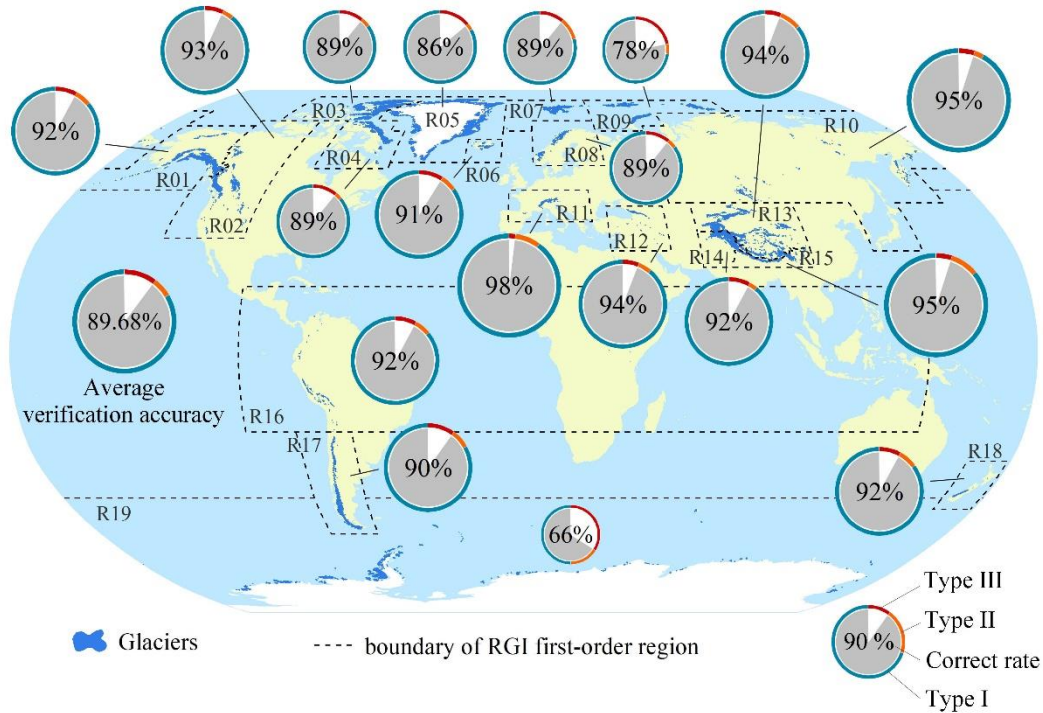 93%
89%
86%
89%
78%
94%
95%
92%
R03
R05
R07
R09
R10
R04
R08
89%
R01
R06
R02
89%
91%
R11
R13
R12
R14
R15
98%
94%
92%
95%
89.68%
Average
verification accuracy
92%
R16
R17
90%
R18
92%
R19
66%
Type III
Glaciers
boundary of RGI first-order region
90 %
Type II
Correct rate
Type I